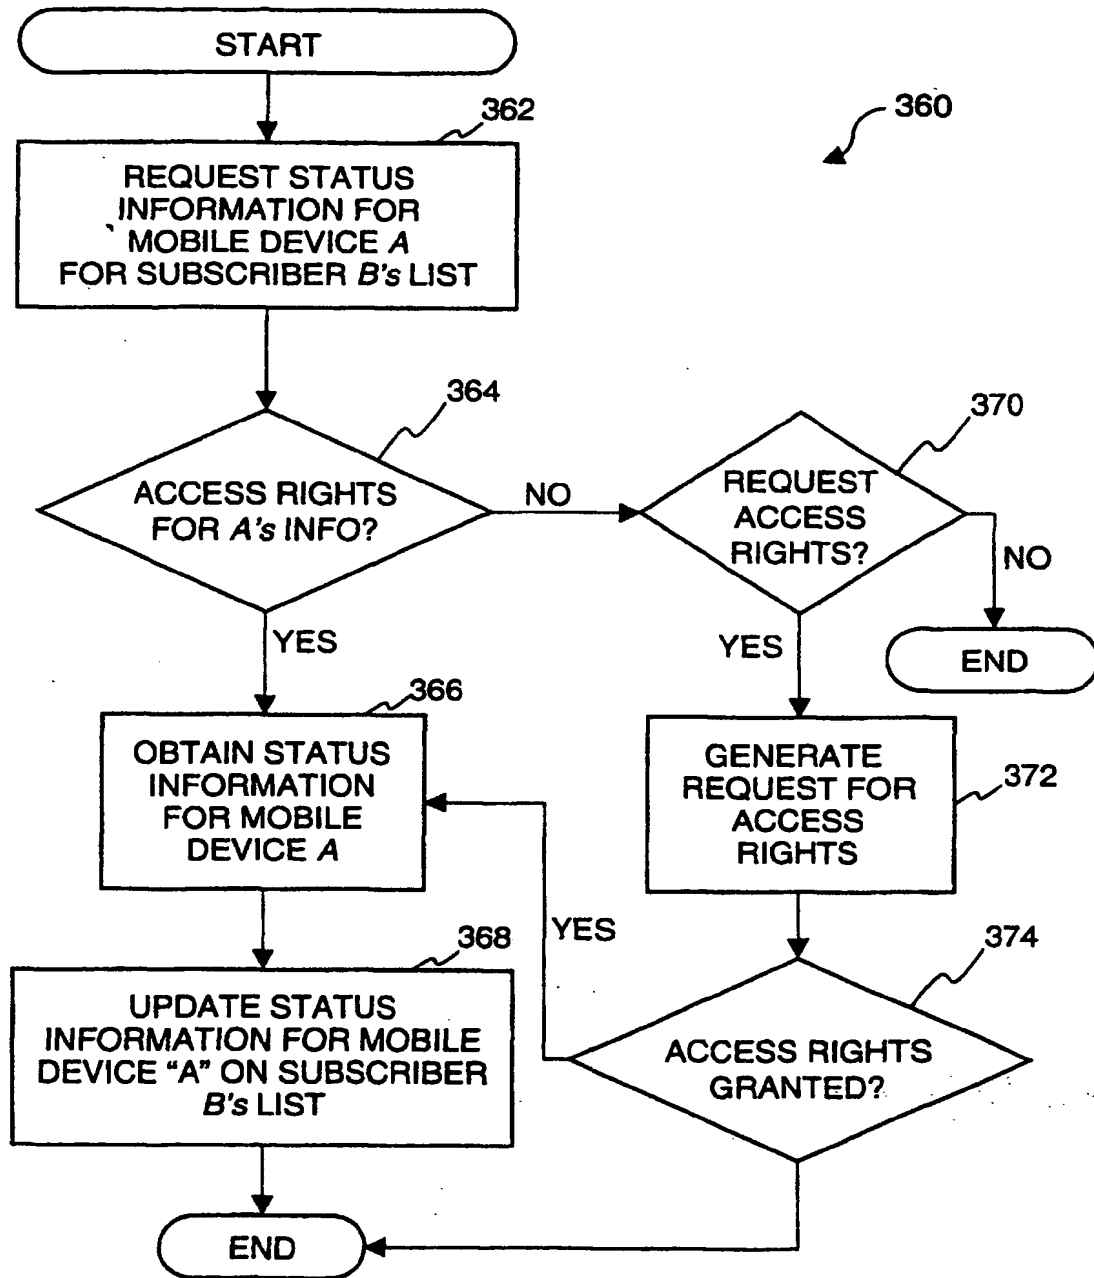 START
362
360
REQUEST STATUS
INFORMATION FOR
MOBILE DEVICE A
FOR SUBSCRIBER B's LIST
364
ACCESS RIGHTS
FOR A's INFO?
NO
370
REQUEST
ACCESS
RIGHTS?
NO
END
YES
YES
366
OBTAIN STATUS
INFORMATION
FOR MOBILE
DEVICE A
GENERATE
REQUEST FOR
ACCESS
RIGHTS
372
YES
368
UPDATE STATUS
INFORMATION FOR MOBILE
DEVICE “A” ON SUBSCRIBER
B's LIST
374
ACCESS RIGHTS
GRANTED?
END